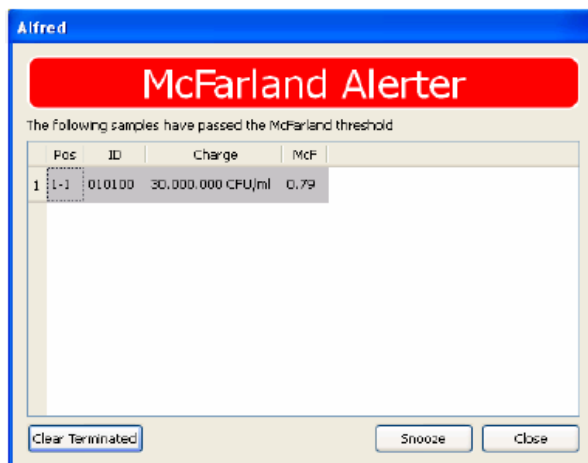 Alfred
McFarland Alerter
The following samples have passed the McFarland threshold
Pos ID Charge McF
1 1-1 010100 30.000.000 CFU/ml 0.79
Clear Terminated Snooze Close